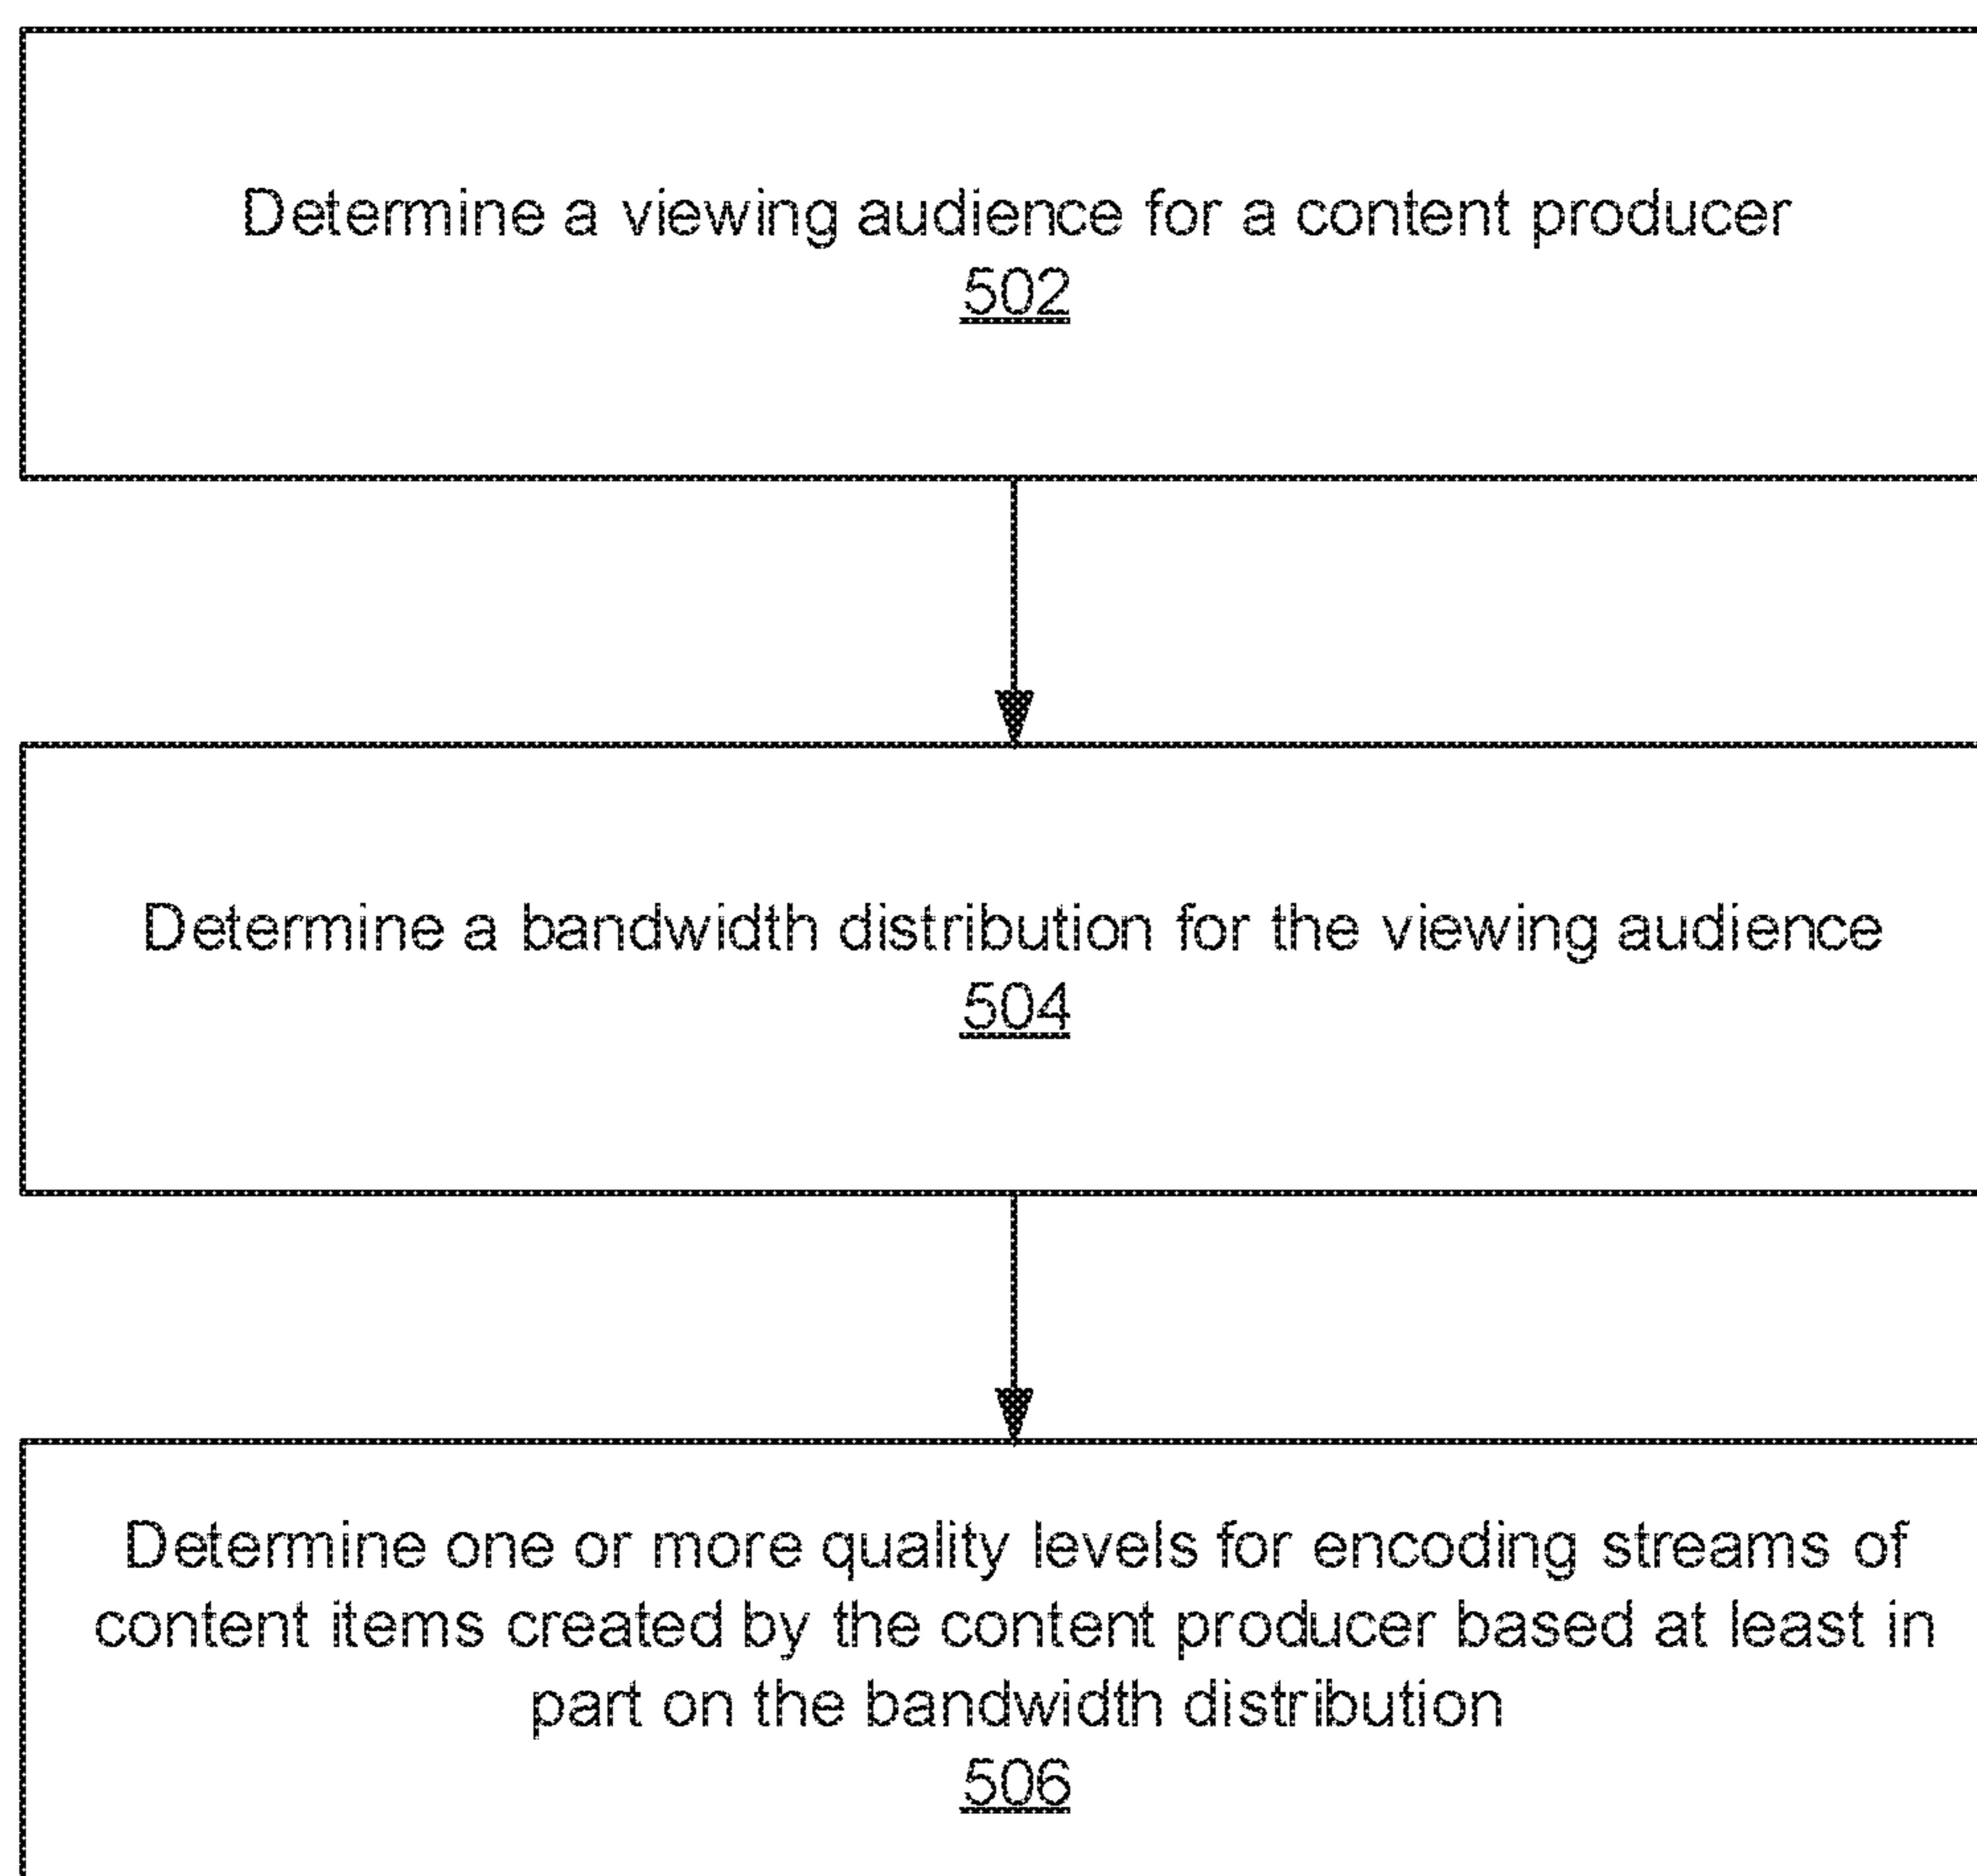 Determine a viewing audience for a content producer
502
Determine a bandwidth distribution for the viewing audience
504
Determine one or more quality levels for encoding streams of
content items created by the content producer based at least in
part on the bandwidth distribution
506